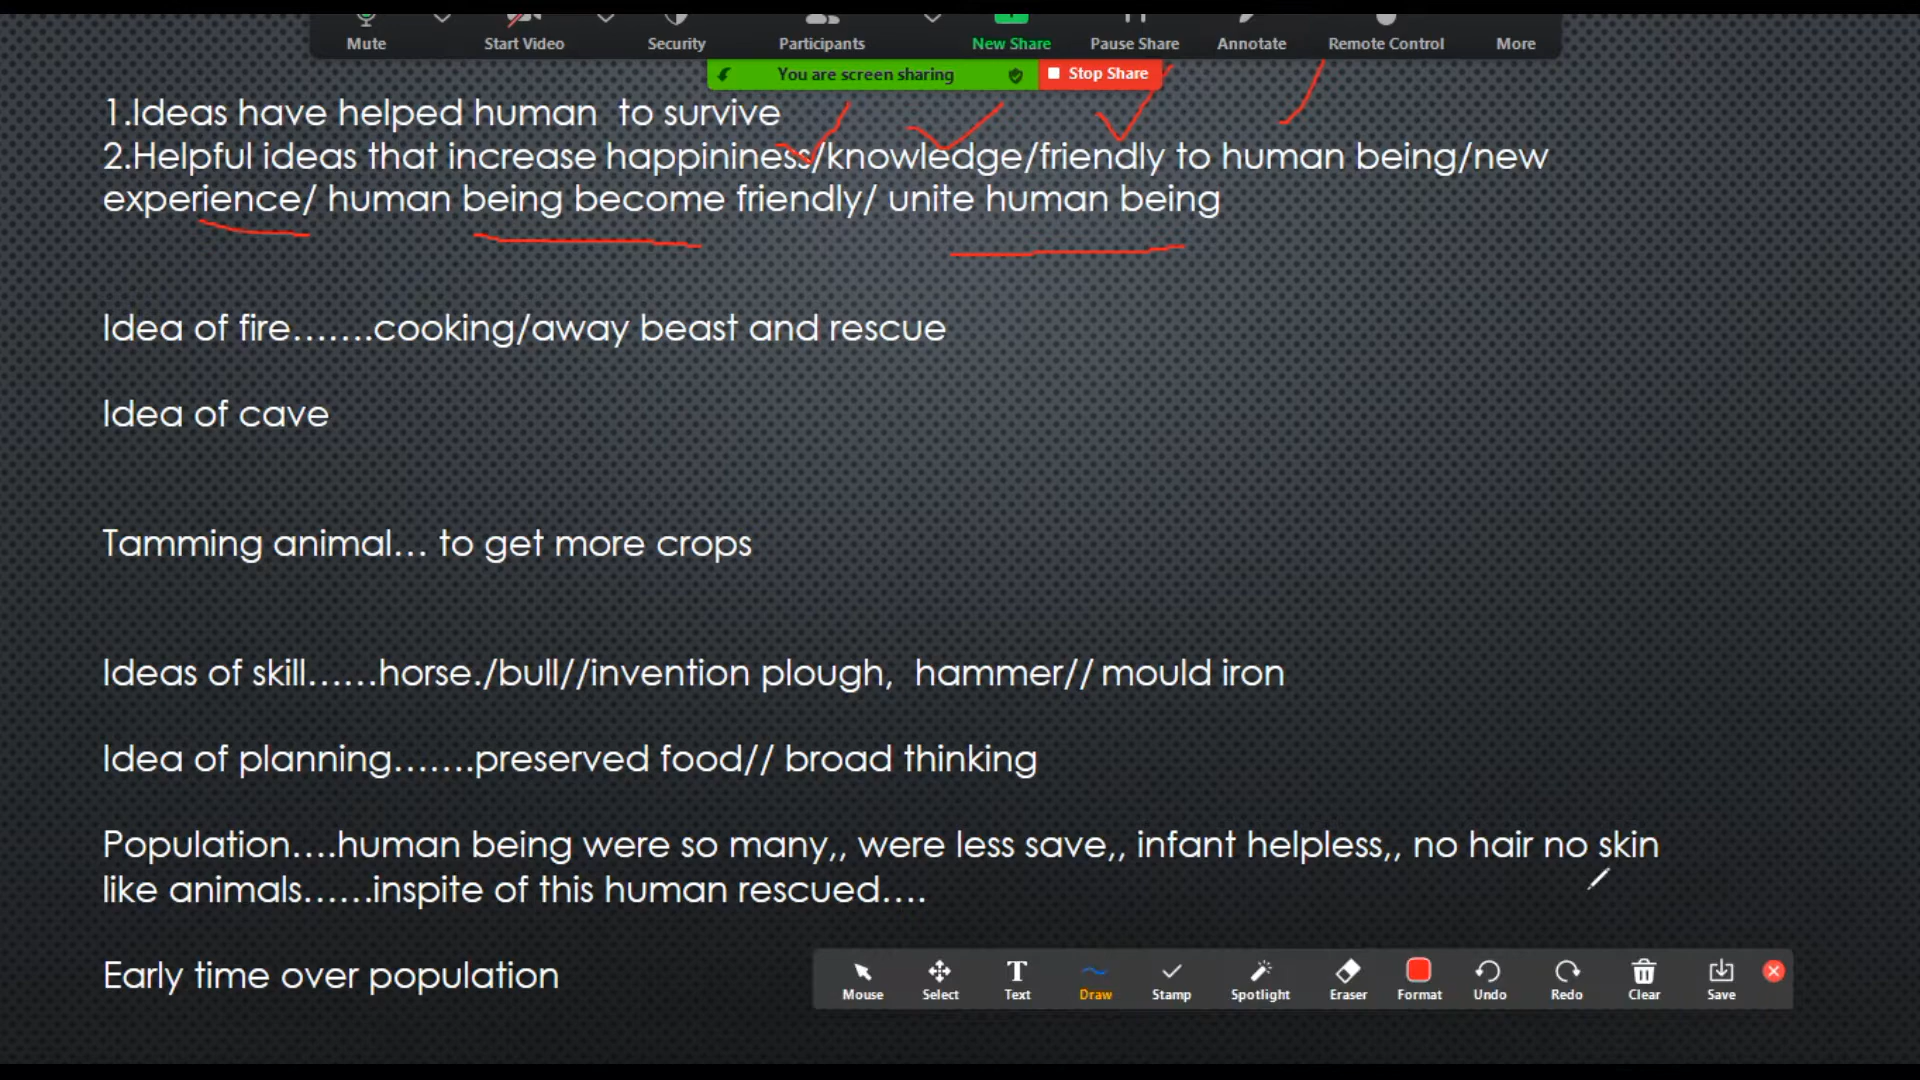 Mute Start Video Security Participants New Share Pause Share Annotate Remote Control More
You are screen sharing Stop Share
1.Ideas have helped human  to survive
2.Helpful ideas that increase happininess/knowledge/friendly to human being/new
experience/ human being become friendly/ unite human being
Idea of fire.......cooking/away beast and rescue
Idea of cave
Tamming animal... to get more crops
Ideas of skill......horse./bull//invention plough,  hammer// mould iron
Idea of planning.......preserved food// broad thinking
Population....human being were so many,, were less save,, infant helpless,, no hair no skin
like animals......inspite of this human rescued....
Early time over population
Mouse Select Text Draw Stamp Spotlight Eraser Format Undo Redo Clear Save